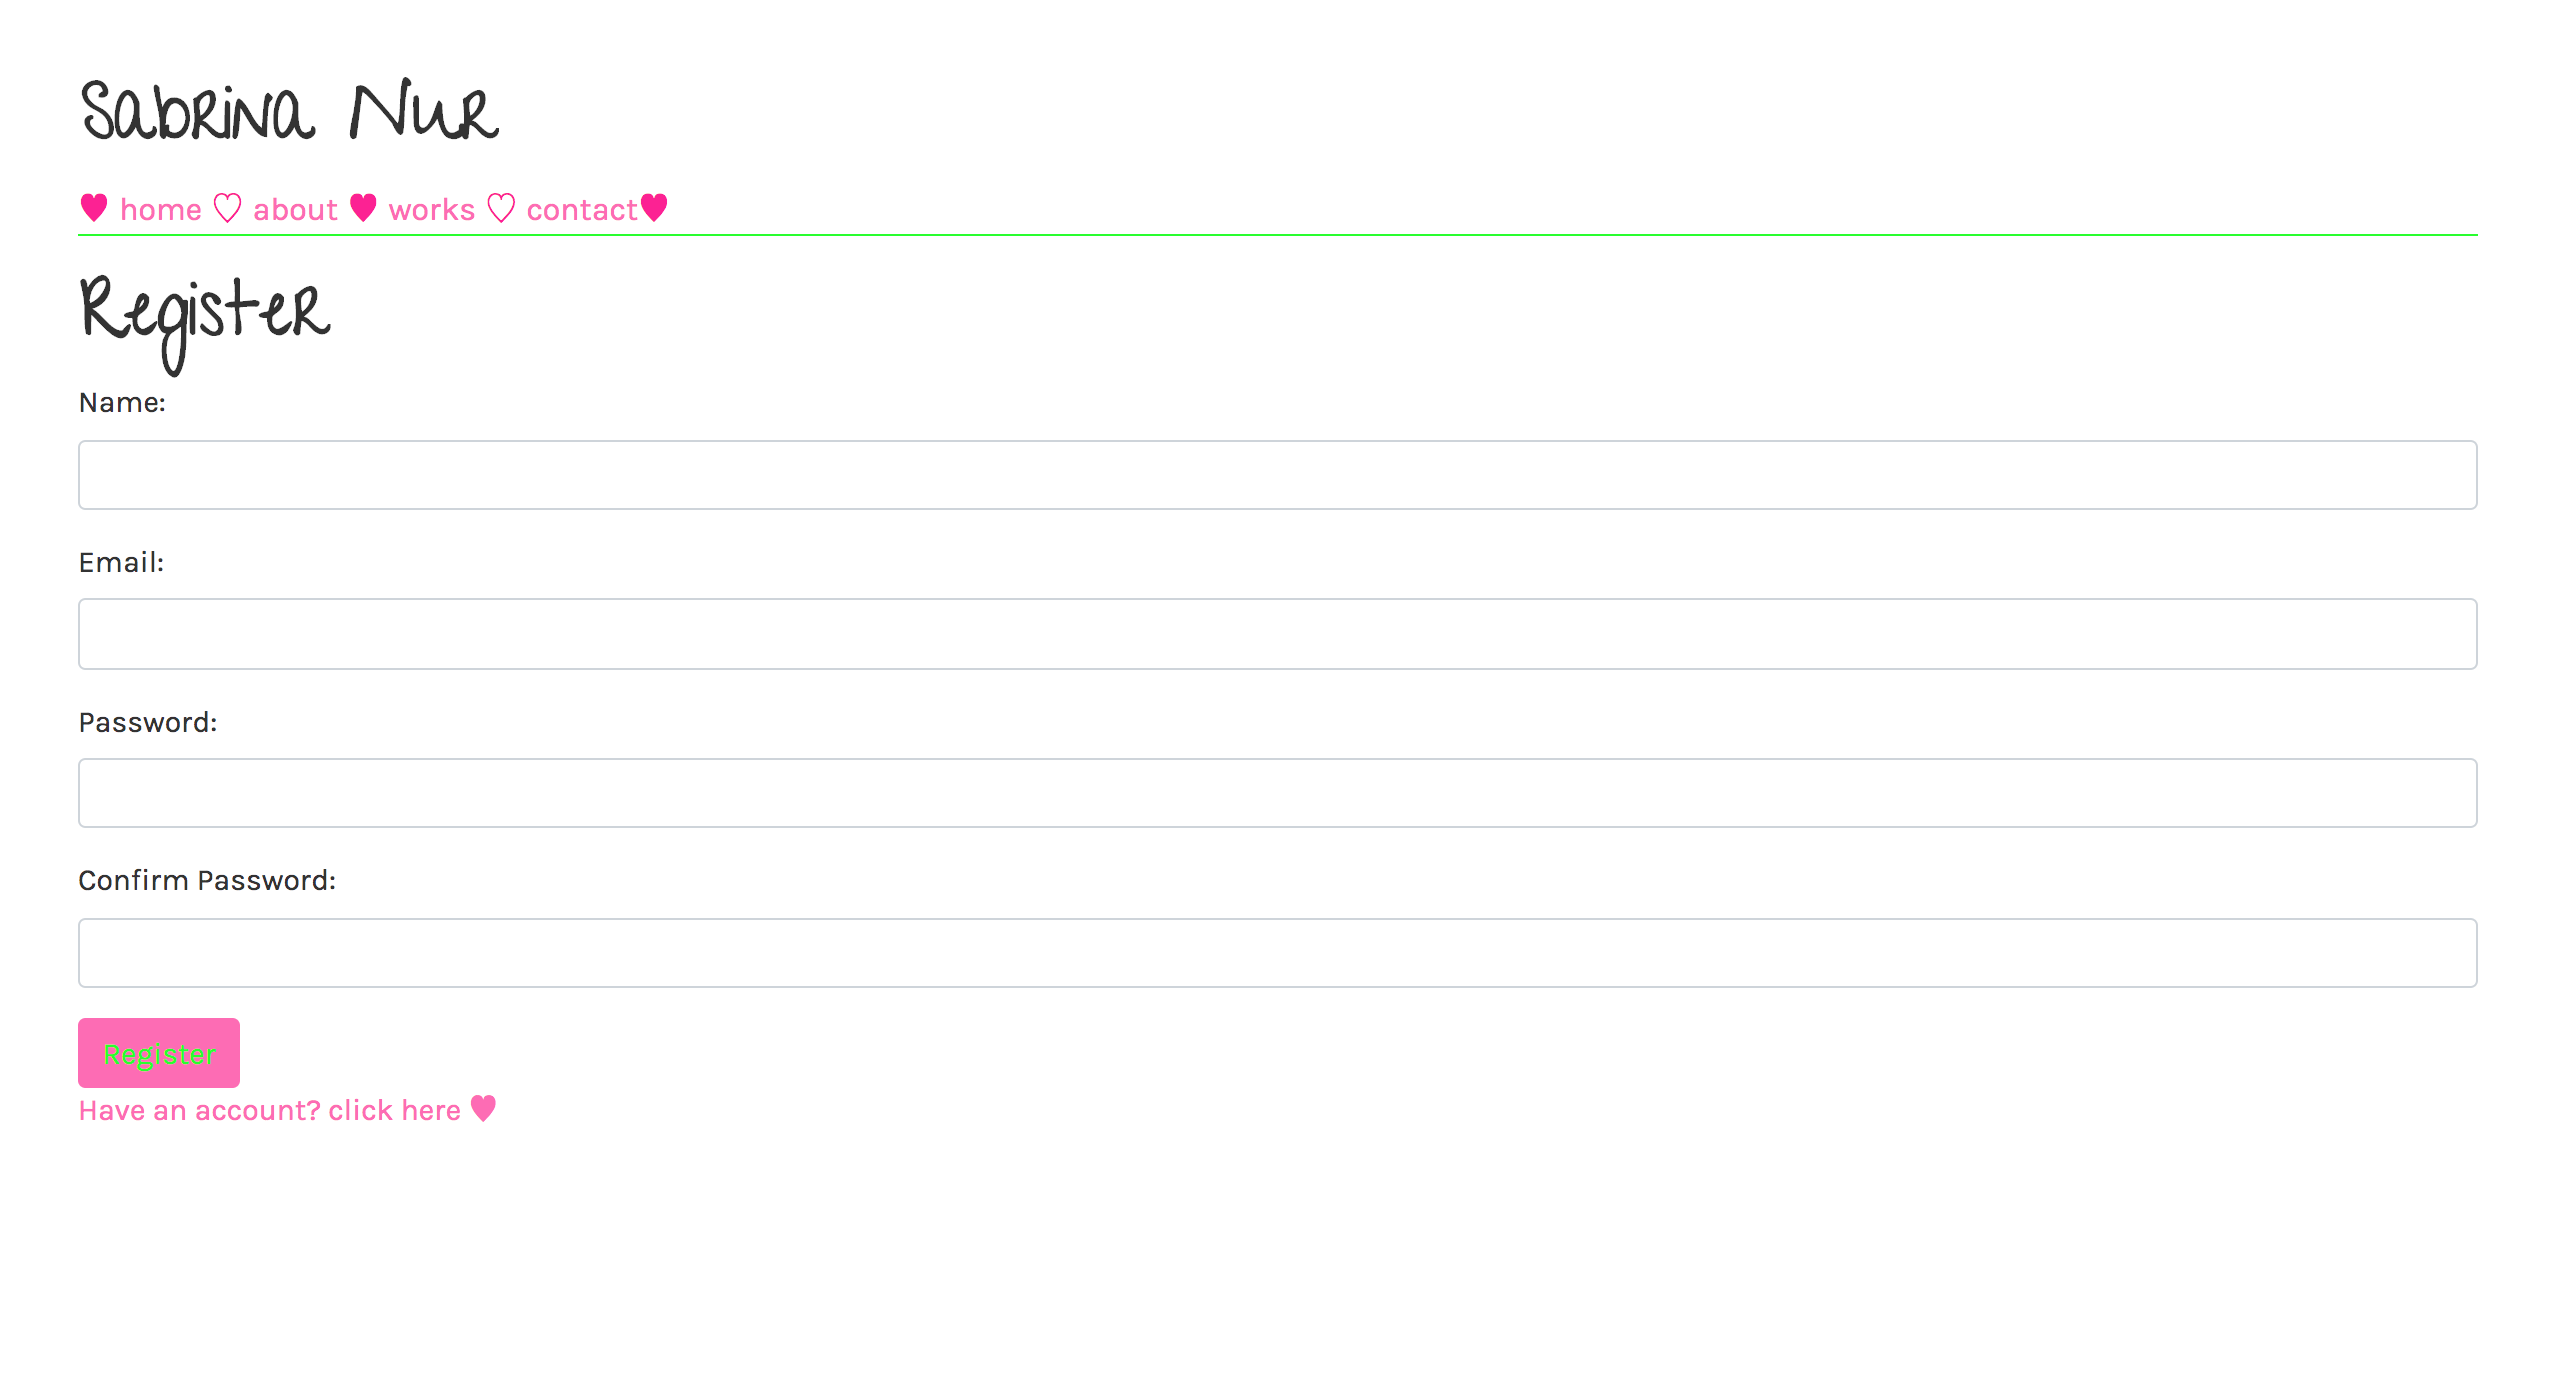 Sabrina Nur
♥ home ♡ about ♥ works ♡ contact♥
Register
Name:
Email:
Password:
Confirm Password:
Register
Have an account? click here ♥